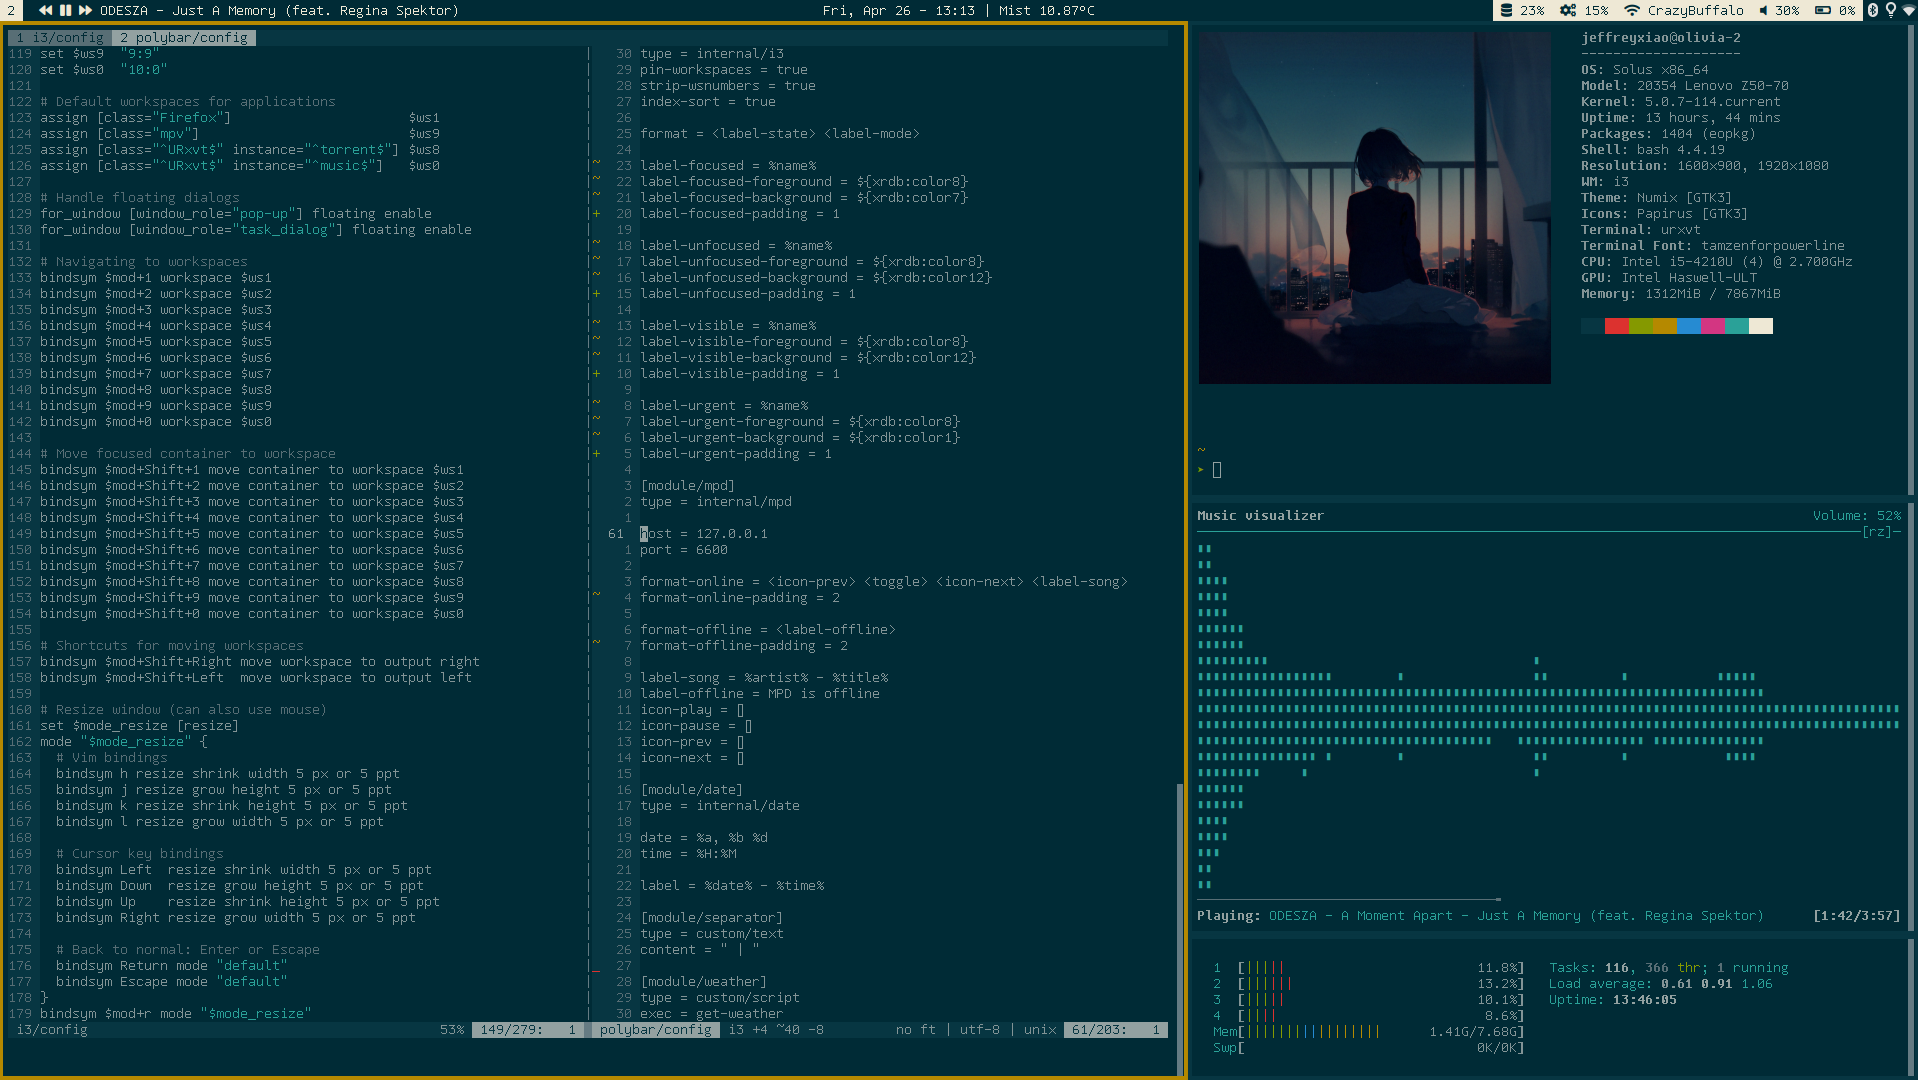 2 ODESZA - Just A Memory (feat. Regina Spektor) Fri, Apr 26 - 13:13 | Mist 10.87ºC 23% 15% CrazyBuffalo 30% 0%
1 i3/config 2 polybar/config
119 set $ws9  "9:9"
120 set $ws0  "10:0"
121
122 # Default workspaces for applications
123 assign [class="Firefox"] $ws1
124 assign [class="mpv"] $ws9
125 assign [class="^URxvt$" instance="^torrent$"] $ws8
126 assign [class="^URxvt$" instance="^music$"] $ws0
127
128 # Handle floating dialogs
129 for_window [window_role="pop-up"] floating enable
130 for_window [window_role="task_dialog"] floating enable
131
132 # Navigating to workspaces
133 bindsym $mod+1 workspace $ws1
134 bindsym $mod+2 workspace $ws2
135 bindsym $mod+3 workspace $ws3
136 bindsym $mod+4 workspace $ws4
137 bindsym $mod+5 workspace $ws5
138 bindsym $mod+6 workspace $ws6
139 bindsym $mod+7 workspace $ws7
140 bindsym $mod+8 workspace $ws8
141 bindsym $mod+9 workspace $ws9
142 bindsym $mod+0 workspace $ws0
143
144 # Move focused container to workspace
145 bindsym $mod+Shift+1 move container to workspace $ws1
146 bindsym $mod+Shift+2 move container to workspace $ws2
147 bindsym $mod+Shift+3 move container to workspace $ws3
148 bindsym $mod+Shift+4 move container to workspace $ws4
149 bindsym $mod+Shift+5 move container to workspace $ws5
150 bindsym $mod+Shift+6 move container to workspace $ws6
151 bindsym $mod+Shift+7 move container to workspace $ws7
152 bindsym $mod+Shift+8 move container to workspace $ws8
153 bindsym $mod+Shift+9 move container to workspace $ws9
154 bindsym $mod+Shift+0 move container to workspace $ws0
155
156 # Shortcuts for moving workspaces
157 bindsym $mod+Shift+Right move workspace to output right
158 bindsym $mod+Shift+Left  move workspace to output left
159
160 # Resize window (can also use mouse)
161 set $mode_resize [resize]
162 mode "$mode_resize" {
163   # Vim bindings
164   bindsym h resize shrink width 5 px or 5 ppt
165   bindsym j resize grow height 5 px or 5 ppt
166   bindsym k resize shrink height 5 px or 5 ppt
167   bindsym l resize grow width 5 px or 5 ppt
168
169   # Cursor key bindings
170   bindsym Left  resize shrink width 5 px or 5 ppt
171   bindsym Down  resize grow height 5 px or 5 ppt
172   bindsym Up    resize shrink height 5 px or 5 ppt
173   bindsym Right resize grow width 5 px or 5 ppt
174
175   # Back to normal: Enter or Escape
176   bindsym Return mode "default"
177   bindsym Escape mode "default"
178 }
179 bindsym $mod+r mode "$mode_resize"
i3/config 53% 149/279: 1
30 type = internal/i3
29 pin-workspaces = true
28 strip-wsnumbers = true
27 index-sort = true
26
25 format = <label-state> <label-mode>
24
~ 23 label-focused = %name%
~ 22 label-focused-foreground = ${xrdb:color8}
~ 21 label-focused-background = ${xrdb:color7}
+ 20 label-focused-padding = 1
19
~ 18 label-unfocused = %name%
~ 17 label-unfocused-foreground = ${xrdb:color8}
~ 16 label-unfocused-background = ${xrdb:color12}
+ 15 label-unfocused-padding = 1
14
~ 13 label-visible = %name%
~ 12 label-visible-foreground = ${xrdb:color8}
~ 11 label-visible-background = ${xrdb:color12}
+ 10 label-visible-padding = 1
9
~ 8 label-urgent = %name%
~ 7 label-urgent-foreground = ${xrdb:color8}
~ 6 label-urgent-background = ${xrdb:color1}
+ 5 label-urgent-padding = 1
4
3 [module/mpd]
2 type = internal/mpd
1
61 host = 127.0.0.1
1 port = 6600
2
3 format-online = <icon-prev> <toggle> <icon-next> <label-song>
~ 4 format-online-padding = 2
5
6 format-offline = <label-offline>
~ 7 format-offline-padding = 2
8
9 label-song = %artist% - %title%
10 label-offline = MPD is offline
11 icon-play = []
12 icon-pause = []
13 icon-prev = []
14 icon-next = []
15
16 [module/date]
17 type = internal/date
18
19 date = %a, %b %d
20 time = %H:%M
21
22 label = %date% - %time%
23
24 [module/separator]
25 type = custom/text
26 content = " | "
_ 27
28 [module/weather]
29 type = custom/script
30 exec = get-weather
polybar/config i3 +4 ~40 -8 no ft | utf-8 | unix 61/203: 1
jeffreyxiao@olivia-2
--------------------
OS: Solus x86_64
Model: 20354 Lenovo Z50-70
Kernel: 5.0.7-114.current
Uptime: 13 hours, 44 mins
Packages: 1404 (eopkg)
Shell: bash 4.4.19
Resolution: 1600x900, 1920x1080
WM: i3
Theme: Numix [GTK3]
Icons: Papirus [GTK3]
Terminal: urxvt
Terminal Font: tamzenforpowerline
CPU: Intel i5-4210U (4) @ 2.700GHz
GPU: Intel Haswell-ULT
Memory: 1312MiB / 7867MiB
~
Music visualizer Volume: 52%
[rz]
Playing: ODESZA - A Moment Apart - Just A Memory (feat. Regina Spektor) [1:42/3:57]
1 [||||| 11.8%] Tasks: 116, 366 thr; 1 running
2 [|||||| 13.2%] Load average: 0.61 0.91 1.06
3 [||||| 10.1%] Uptime: 13:46:05
4 [|||| 8.6%]
Mem[||||||||||||||||| 1.41G/7.68G]
Swp[ 0K/0K]